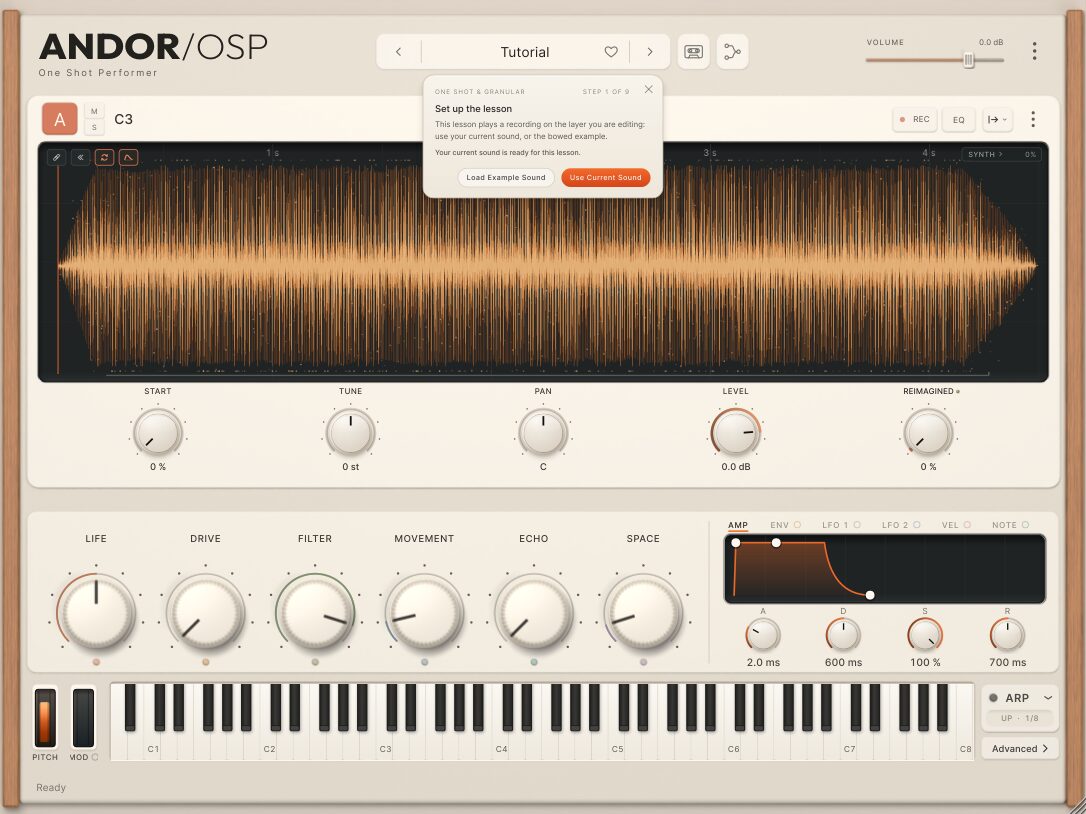 ANDOR/OSP
One Shot Performer
Tutorial
VOLUME 0.0 dB
ONE SHOT & GRANULAR STEP 1 OF 9
Set up the lesson
This lesson plays a recording on the layer you are editing:
use your current sound, or the bowed example.
Your current sound is ready for this lesson.
Load Example Sound Use Current Sound
A M S C3 REC EQ
1 s 3 s 4 s SYNTH 0%
START TUNE PAN LEVEL REIMAGINED
0 % 0 st C 0.0 dB 0 %
LIFE DRIVE FILTER MOVEMENT ECHO SPACE
AMP ENV LFO 1 LFO 2 VEL NOTE
A D S R
2.0 ms 600 ms 100 % 700 ms
C1 C2 C3 C4 C5 C6 C7 C8
PITCH MOD
ARP
UP · 1/8
Advanced
Ready